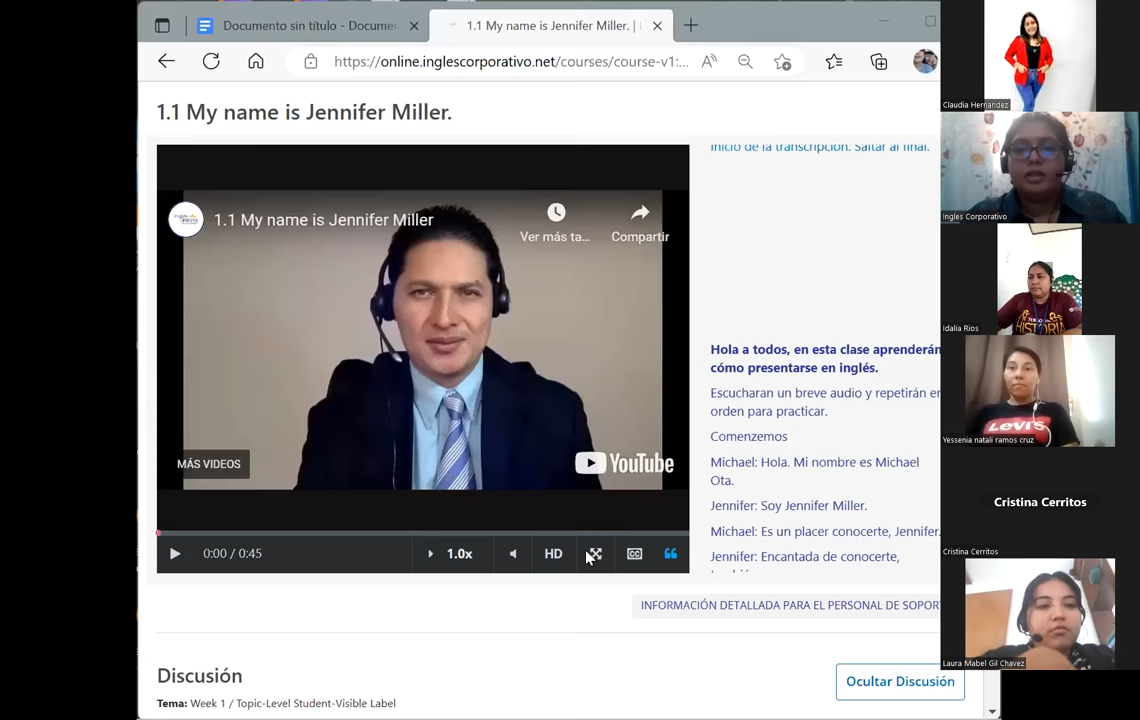 Documento sin título - Documen
1.1 My name is Jennifer Miller. |
https://online.inglescorporativo.net/courses/course-v1:...
1.1 My name is Jennifer Miller.
1.1 My name is Jennifer Miller
Ver más ta...
Compartir
MÁS VIDEOS
YouTube
0:00 / 0:45
1.0x
HD
CC
Inicio de la transcripción. Saltar al final.
Hola a todos, en esta clase aprenderán
cómo presentarse en inglés.
Escucharan un breve audio y repetirán en
orden para practicar.
Comenzemos
Michael: Hola. Mi nombre es Michael
Ota.
Jennifer: Soy Jennifer Miller.
Michael: Es un placer conocerte, Jennifer.
Jennifer: Encantada de conocerte,
INFORMACIÓN DETALLADA PARA EL PERSONAL DE SOPOR
Discusión
Tema: Week 1 / Topic-Level Student-Visible Label
Ocultar Discusión
Claudia Hernandez
Ingles Corporativo
HISTORIA
Idalia Rios
Levi's
Yessenia natali ramos cruz
Cristina Cerritos
Cristina Cerritos
Laura Mabel Gil Chavez